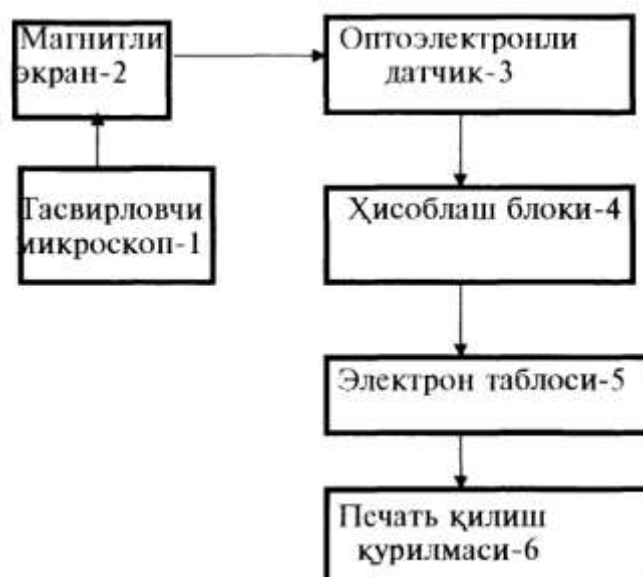 Магнитли
экран-2
Оптоэлектронли
датчик-3
Тасвирловчи
микроскоп-1
Ҳисоблаш блоки-4
Электрон таблоси-5
Печать қилиш
қурилмаси-6